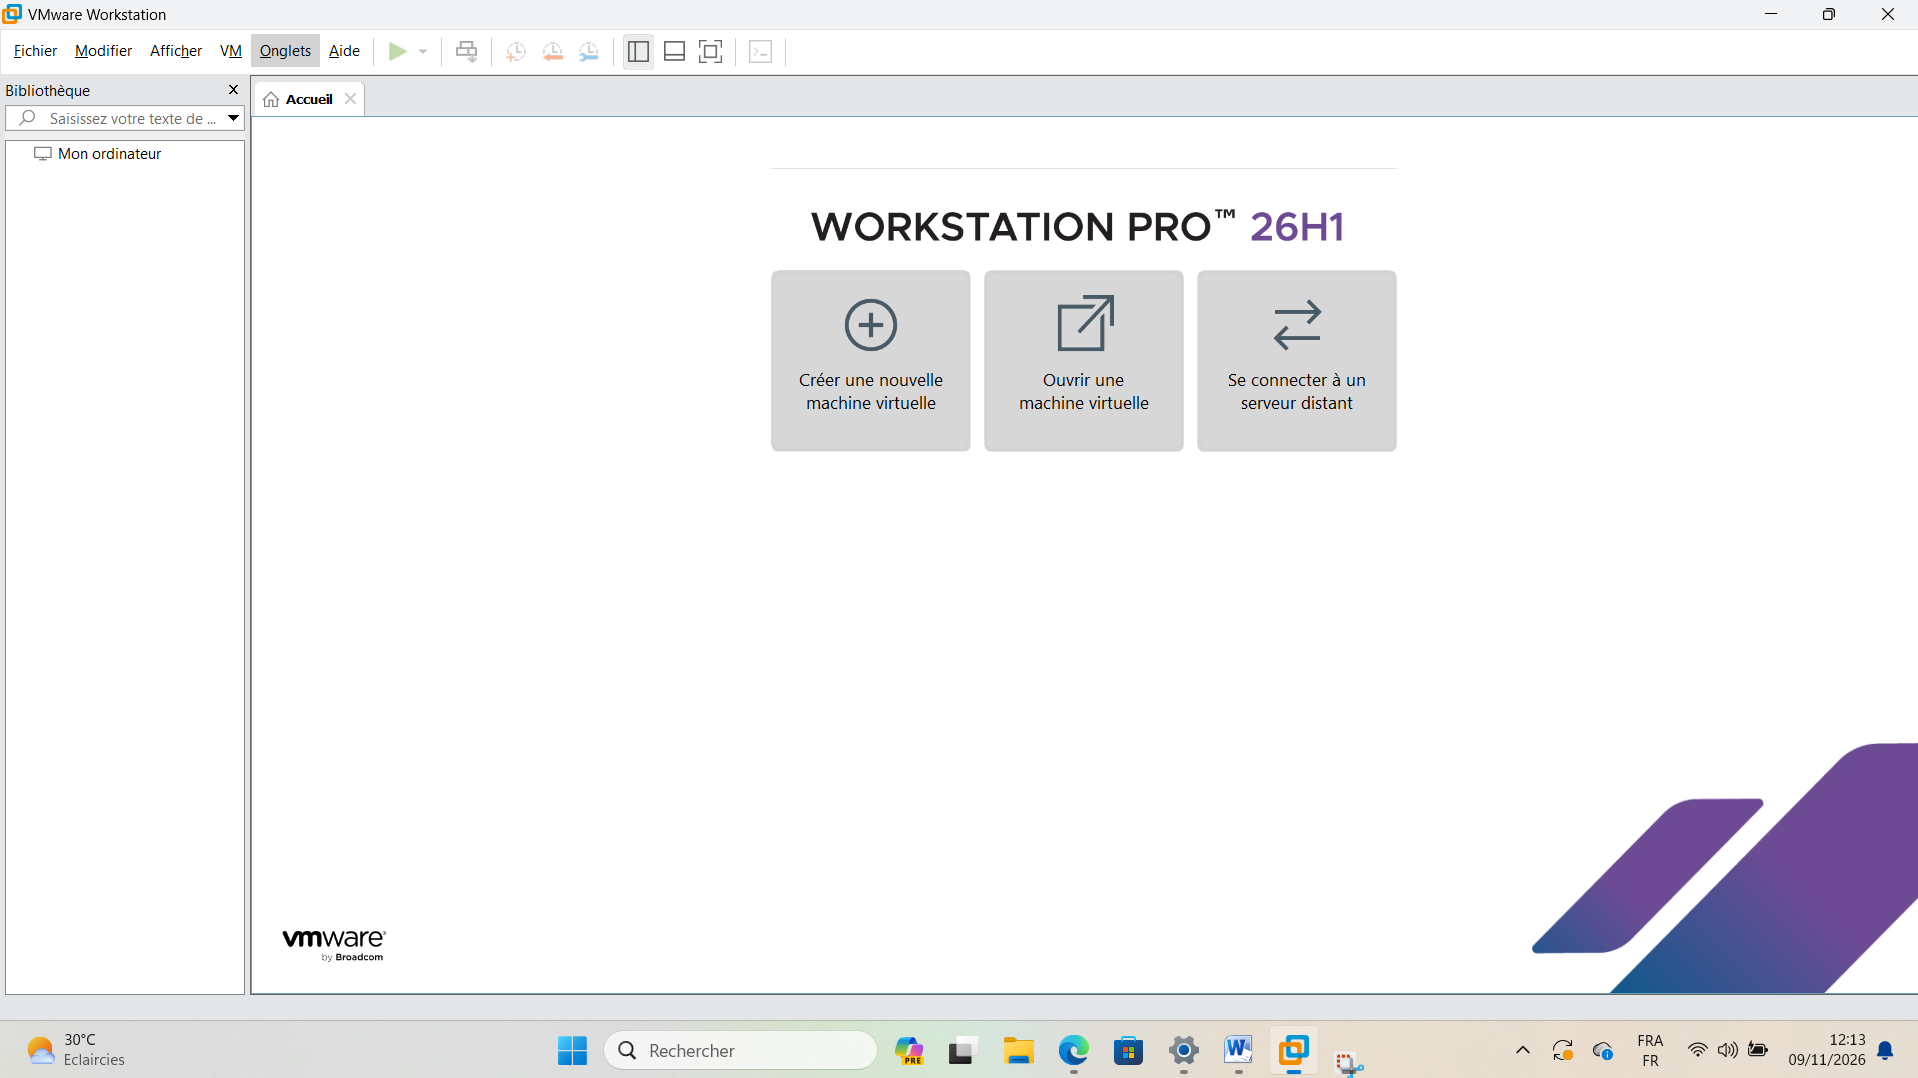 VMware Workstation
Fichier Modifier Afficher VM Onglets Aide
Bibliothèque
Saisissez votre texte de ...
Mon ordinateur
Accueil
WORKSTATION PRO™ 26H1
Créer une nouvelle
machine virtuelle
Ouvrir une
machine virtuelle
Se connecter à un
serveur distant
vmware®
by Broadcom
30°C
Eclaircies
Rechercher
PRE
FRA
FR
12:13
09/11/2026